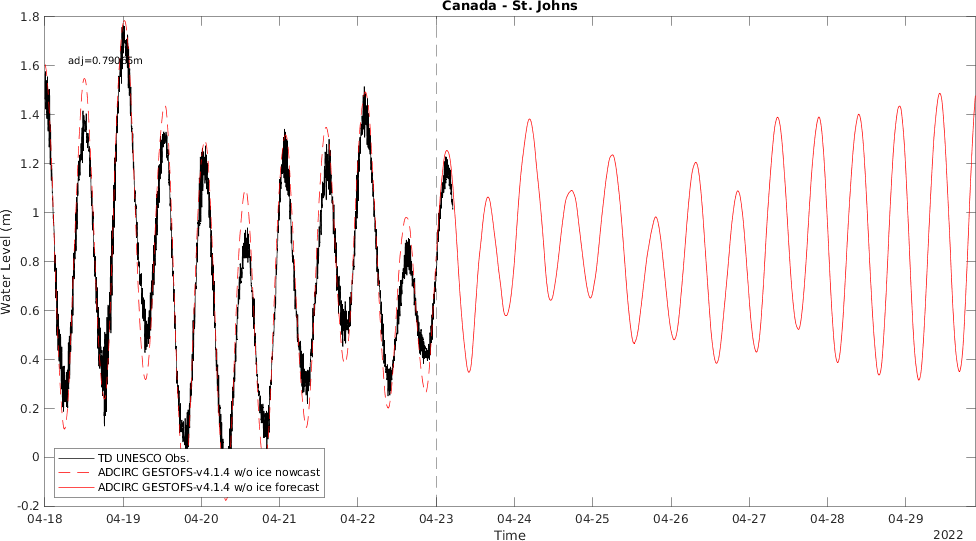 Canada - St. Johns
1.8
1.6
1.4
1.2
1
0.8
0.6
0.4
0.2
0
-0.2
Water Level (m)
TD UNESCO Obs.
ADCIRC GESTOFS-v4.1.4 w/o ice nowcast
ADCIRC GESTOFS-v4.1.4 w/o ice forecast
04-18 04-19 04-20 04-21 04-22 04-23 04-24 04-25 04-26 04-27 04-28 04-29
Time
2022